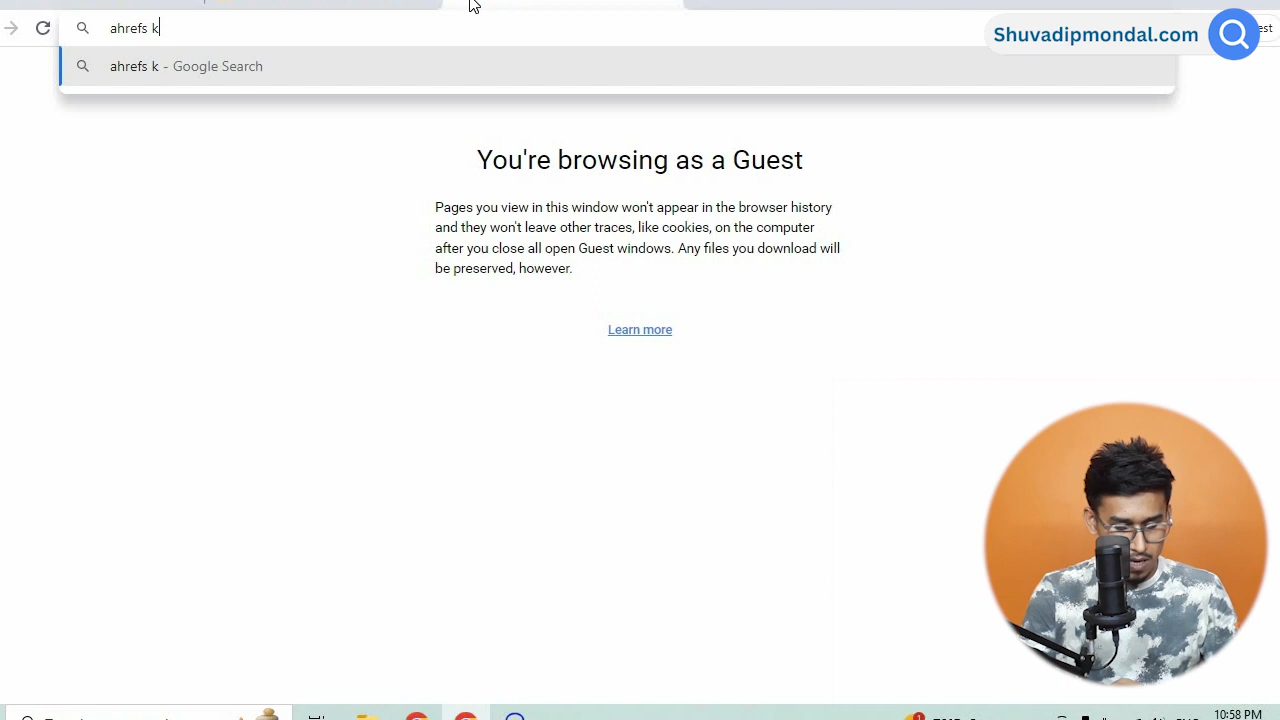 ahrefs k
Shuvadipmondal.com
est
ahrefs k - Google Search
You're browsing as a Guest
Pages you view in this window won't appear in the browser history
and they won't leave other traces, like cookies, on the computer
after you close all open Guest windows. Any files you download will
be preserved, however.
Learn more
10:58 PM